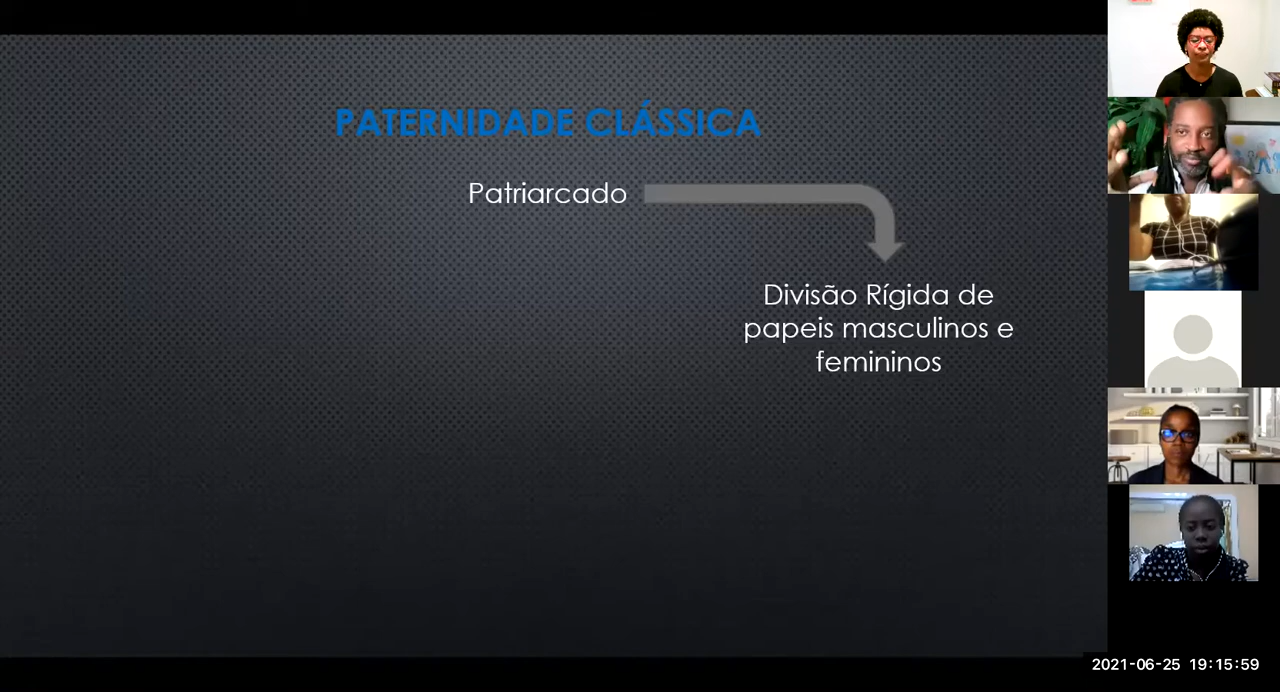 PATERNIDADE CLÁSSICA
Patriarcado
Divisão Rígida de
papeis masculinos e
femininos
2021-06-25 19:15:59